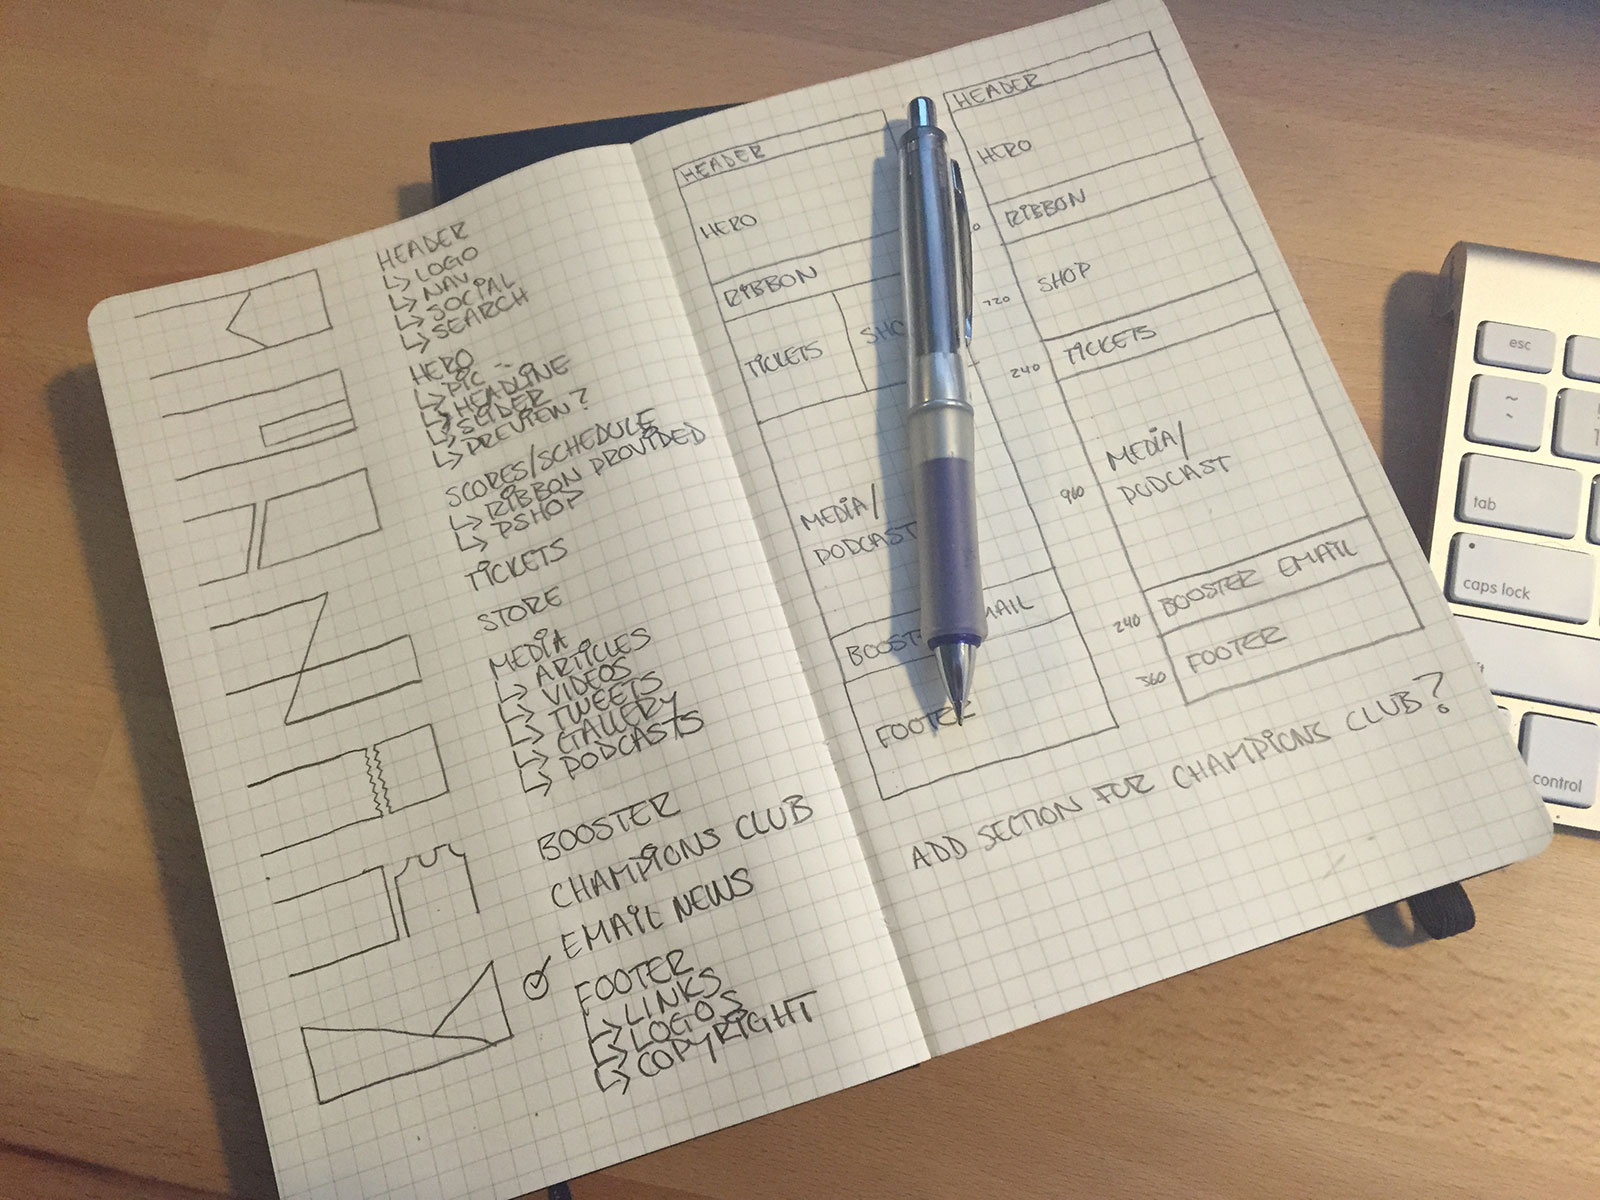 HEADER
↳ LOGO
↳ NAV
↳ SOCIAL
↳ SEARCH
HERO
↳ PIC
↳ HEADLINE
↳ SLIDER
↳ PREVIEW?
SCORES/SCHEDULE
↳ RIBBON PROVIDED
↳ PSHOP
TICKETS
STORE
MEDIA
↳ ARTICLES
↳ VIDEOS
↳ TWEETS
↳ GALLERY
↳ PODCASTS
BOOSTER
CHAMPIONS CLUB
EMAIL NEWS
FOOTER
↳ LINKS
↳ LOGOS
↳ COPYRIGHT
HEADER
HERO
RIBBON
TICKETS
SHO
MEDIA/
PODCAST
BOOST MAIL
FOOTER
HEADER
HERO
0
RIBBON
720
SHOP
240
TICKETS
960
MEDIA/
PODCAST
240
BOOSTER EMAIL
360
FOOTER
ADD SECTION FOR CHAMPIONS CLUB?
esc
~
tab
caps lock
control